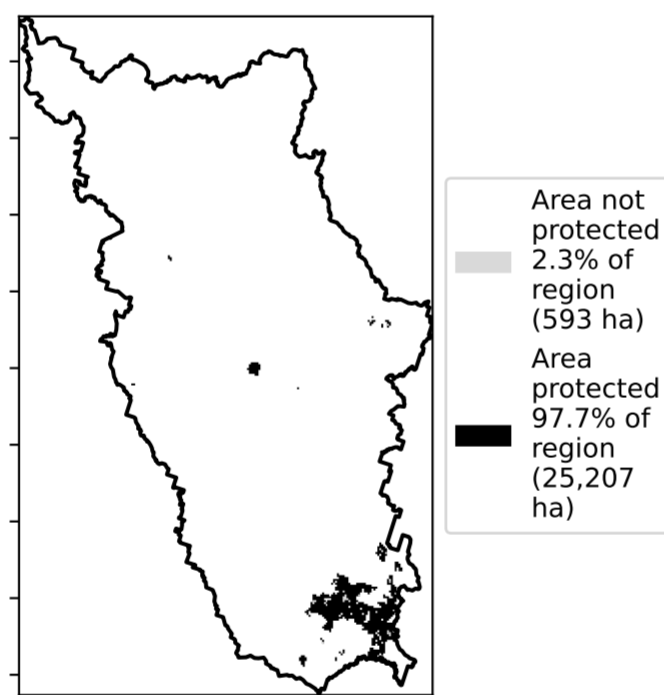 Area not
protected
2.3% of
region
(593 ha)
Area
protected
97.7% of
region
(25,207
ha)